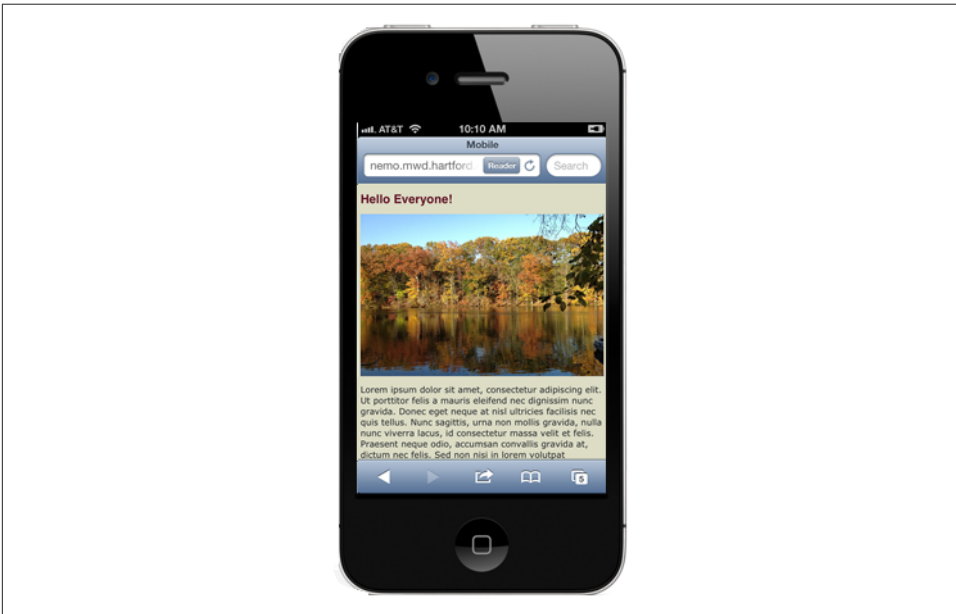 AT&T 10:10 AM
Mobile
nemo.mwd.hartford. Reader Search
Hello Everyone!
Lorem ipsum dolor sit amet, consectetur adipiscing elit.
Ut porttitor felis a mauris eleifend nec dignissim nunc
gravida. Donec eget neque at nisl ultricies facilisis nec
quis tellus. Nunc sagittis, urna non mollis gravida, nulla
nunc viverra lacus, id consectetur massa velit et felis.
Praesent neque odio, accumsan convallis gravida at,
dictum nec felis. Sed non nisi in lorem volutpat
5